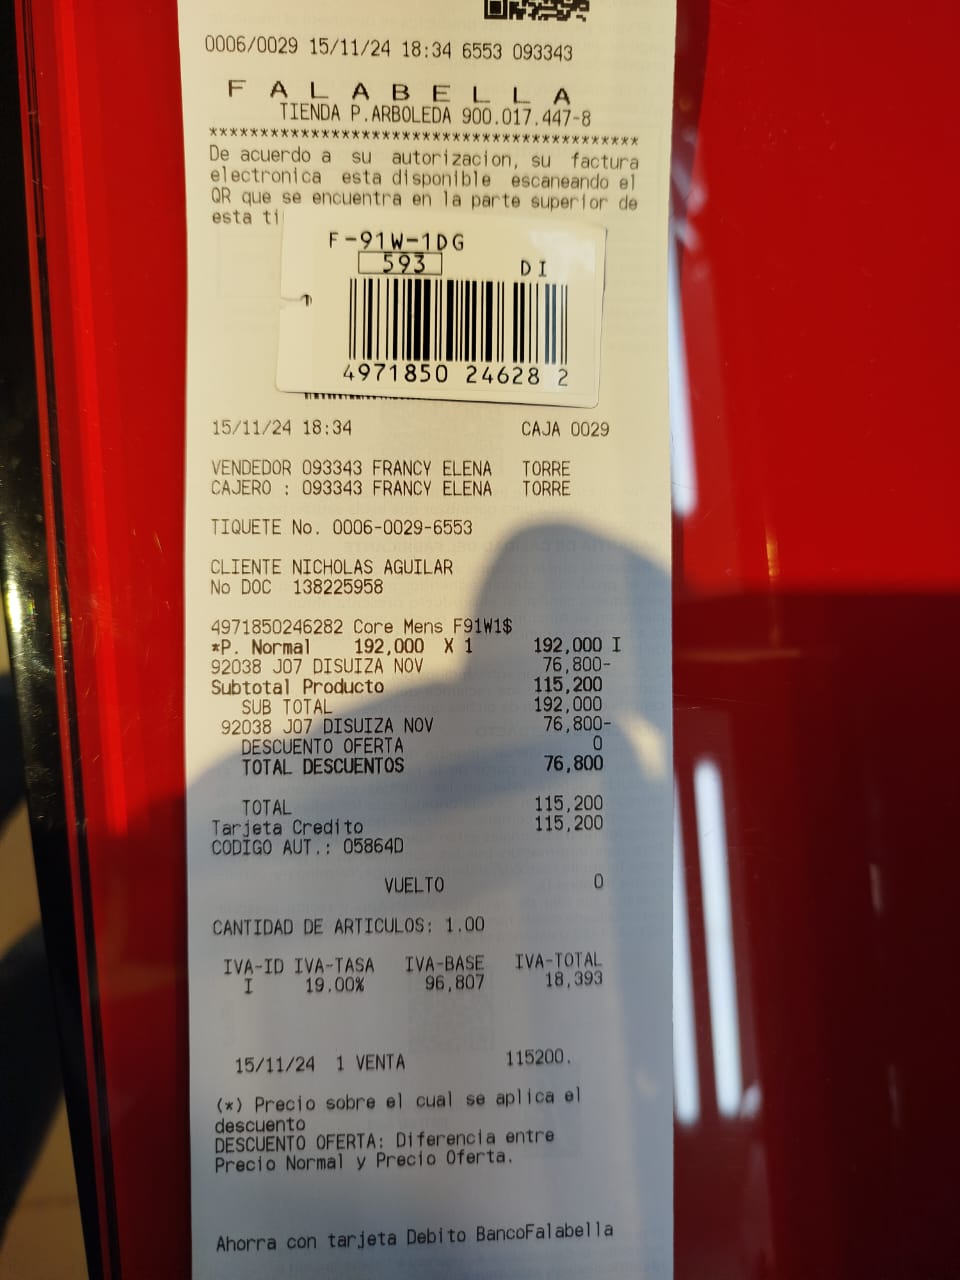 0006/0029 15/11/24 18:34 6553 093343
FALABELLA
TIENDA P.ARBOLEDA 900.017.447-8
*******************************************
De acuerdo a su autorizacion, su factura
electronica esta disponible escaneando el
QR que se encuentra en la parte superior de
esta ti
F-91W-1DG
593 DI
4971850 24628 2
15/11/24 18:34 CAJA 0029
VENDEDOR 093343 FRANCY ELENA TORRE
CAJERO : 093343 FRANCY ELENA TORRE
TIQUETE No. 0006-0029-6553
CLIENTE NICHOLAS AGUILAR
No DOC 138225958
4971850246282 Core Mens F91W1$
*P. Normal 192,000 X 1 192,000 I
92038 J07 DISUIZA NOV 76,800-
Subtotal Producto 115,200
SUB TOTAL 192,000
92038 J07 DISUIZA NOV 76,800-
DESCUENTO OFERTA 0
TOTAL DESCUENTOS 76,800
TOTAL 115,200
Tarjeta Credito 115,200
CODIGO AUT.: 05864D
VUELTO 0
CANTIDAD DE ARTICULOS: 1.00
IVA-ID IVA-TASA IVA-BASE IVA-TOTAL
I 19.00% 96,807 18,393
15/11/24 1 VENTA 115200.
(*) Precio sobre el cual se aplica el
descuento
DESCUENTO OFERTA: Diferencia entre
Precio Normal y Precio Oferta.
Ahorra con tarjeta Debito BancoFalabella